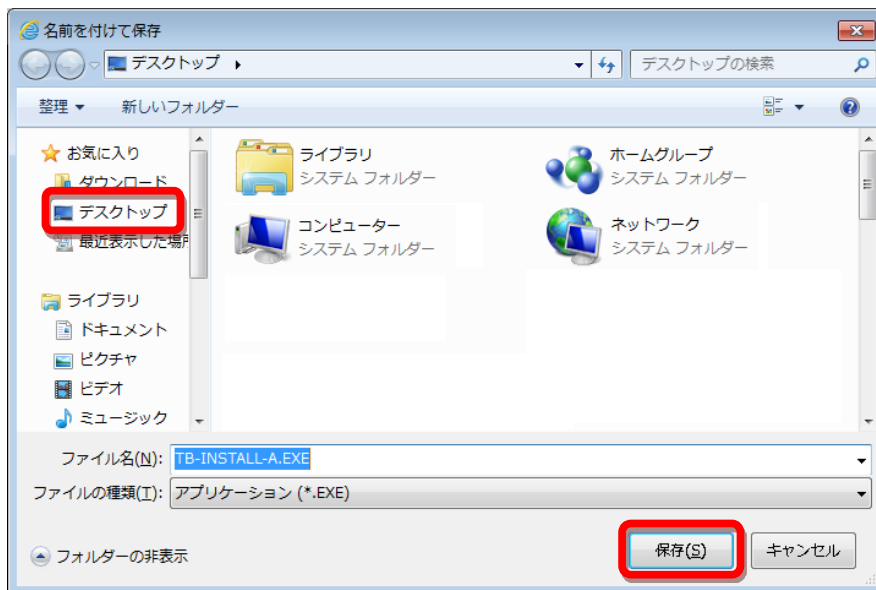 名前を付けて保存
デスクトップ
デスクトップの検索
整理
新しいフォルダー
お気に入り
ダウンロード
デスクトップ
最近表示した場所
ライブラリ
ドキュメント
ピクチャ
ビデオ
ミュージック
ライブラリ
システム フォルダー
ホームグループ
システム フォルダー
コンピューター
システム フォルダー
ネットワーク
システム フォルダー
ファイル名(N):
TB-INSTALL-A.EXE
ファイルの種類(T):
アプリケーション (*.EXE)
フォルダーの非表示
保存(S)
キャンセル